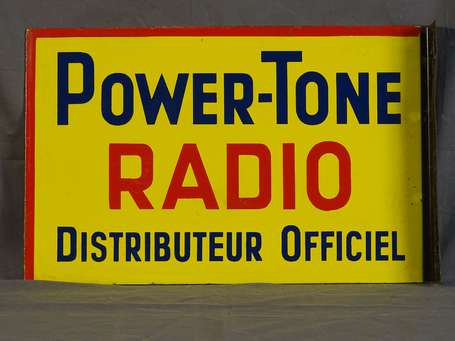 POWER-TONE
RADIO
DISTRIBUTEUR OFFICIEL